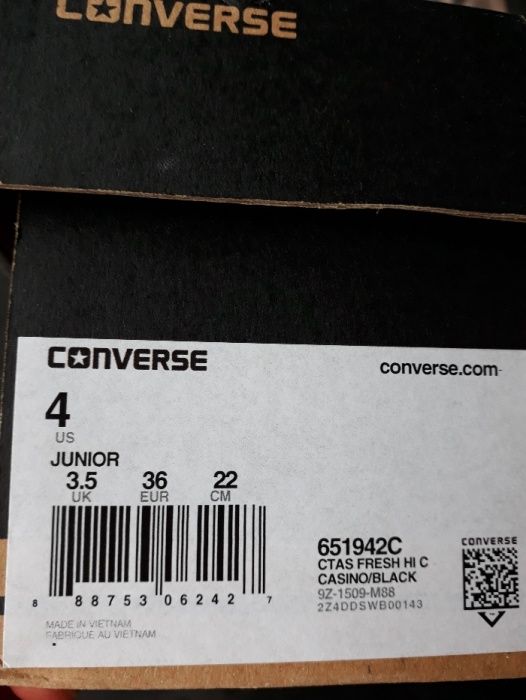 CONVERSE
CONVERSE
converse.com
4
US
JUNIOR
3.5 36 22
UK EUR CM
8 88753 06242 7
651942C
CTAS FRESH HI C
CASINO/BLACK
9Z-1509-M88
2Z4DDSWB00143
CONVERSE
MADE IN VIETNAM
FABRIQUÉ AU VIETNAM